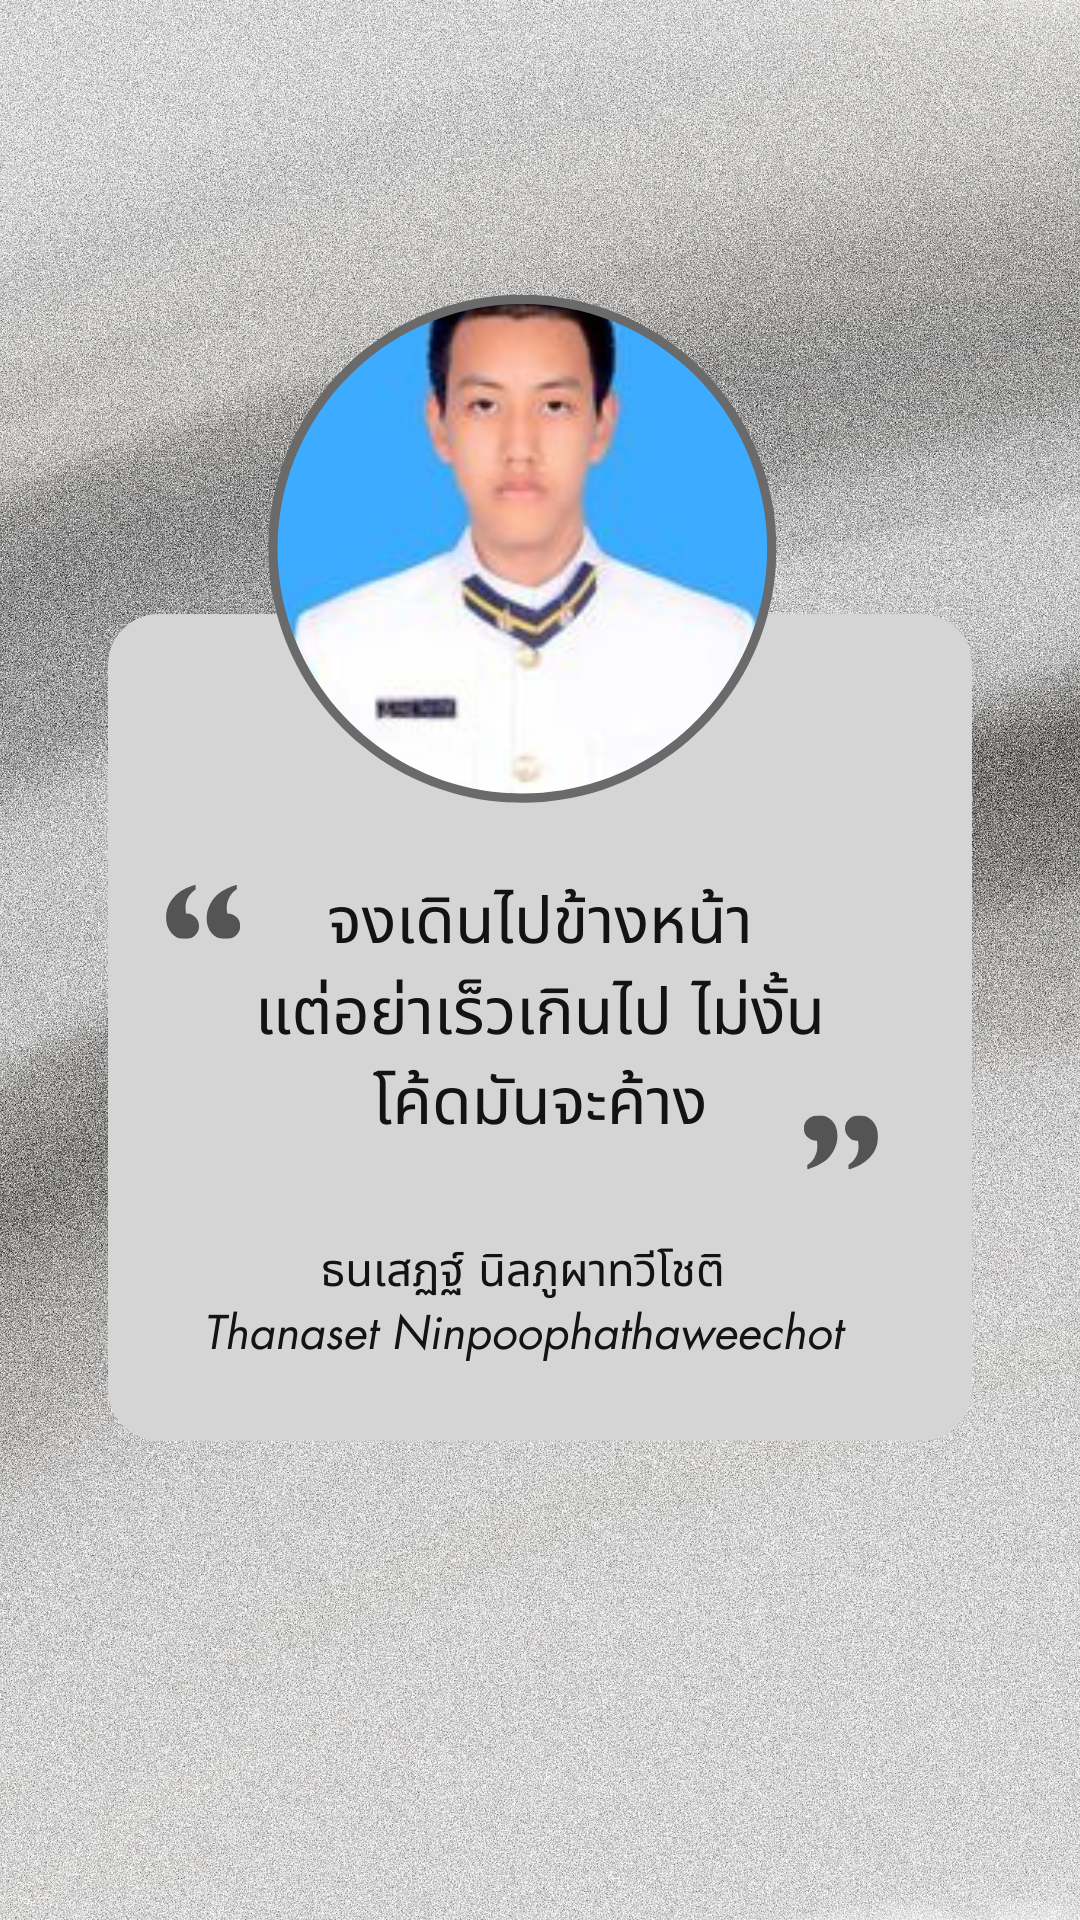 “ จงเดินไปข้างหน้า
แต่อย่าเร็วเกินไป ไม่งั้น
โค้ดมันจะค้าง ”
ธนเสฏฐ์ นิลภูผาทวีโชติ
Thanaset Ninpoophathaweechot